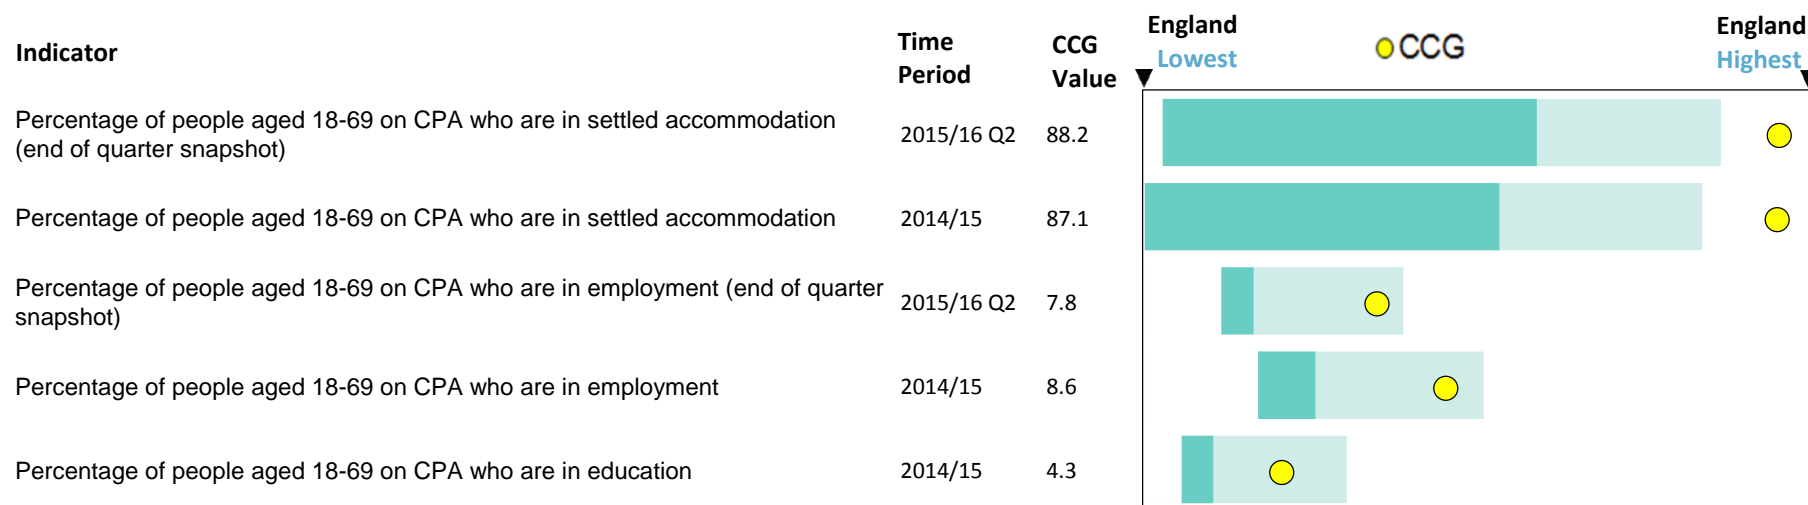 Indicator
Time
Period
CCG
Value
England
Lowest
CCG
England
Highest
Percentage of people aged 18-69 on CPA who are in settled accommodation
(end of quarter snapshot)
2015/16 Q2
88.2
Percentage of people aged 18-69 on CPA who are in settled accommodation
2014/15
87.1
Percentage of people aged 18-69 on CPA who are in employment (end of quarter
snapshot)
2015/16 Q2
7.8
Percentage of people aged 18-69 on CPA who are in employment
2014/15
8.6
Percentage of people aged 18-69 on CPA who are in education
2014/15
4.3